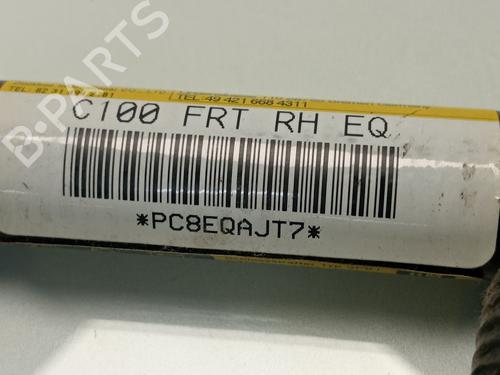 TEL: 49 421 668 4311
C100 FRT RH EQ
*PC8EQAJT7*
B-PARTS